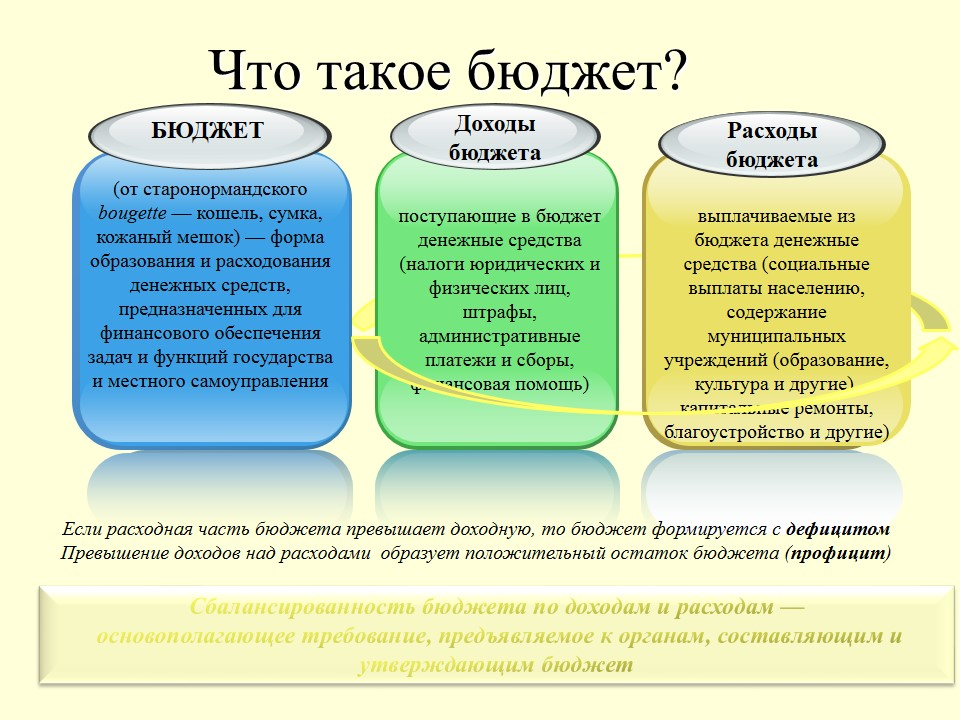 Что такое бюджет?
БЮДЖЕТ
(от старонормандского
bougette — кошель, сумка,
кожаный мешок) — форма
образования и расходования
денежных средств,
предназначенных для
финансового обеспечения
задач и функций государства
и местного самоуправления
Доходы
бюджета
поступающие в бюджет
денежные средства
(налоги юридических и
физических лиц,
штрафы,
административные
платежи и сборы,
финансовая помощь)
Расходы
бюджета
выплачиваемые из
бюджета денежные
средства (социальные
выплаты населению,
содержание
муниципальных
учреждений (образование,
культура и другие)
капитальные ремонты,
благоустройство и другие)
Если расходная часть бюджета превышает доходную, то бюджет формируется с дефицитом
Превышение доходов над расходами образует положительный остаток бюджета (профицит)
Сбалансированность бюджета по доходам и расходам —
основополагающее требование, предъявляемое к органам, составляющим и
утверждающим бюджет